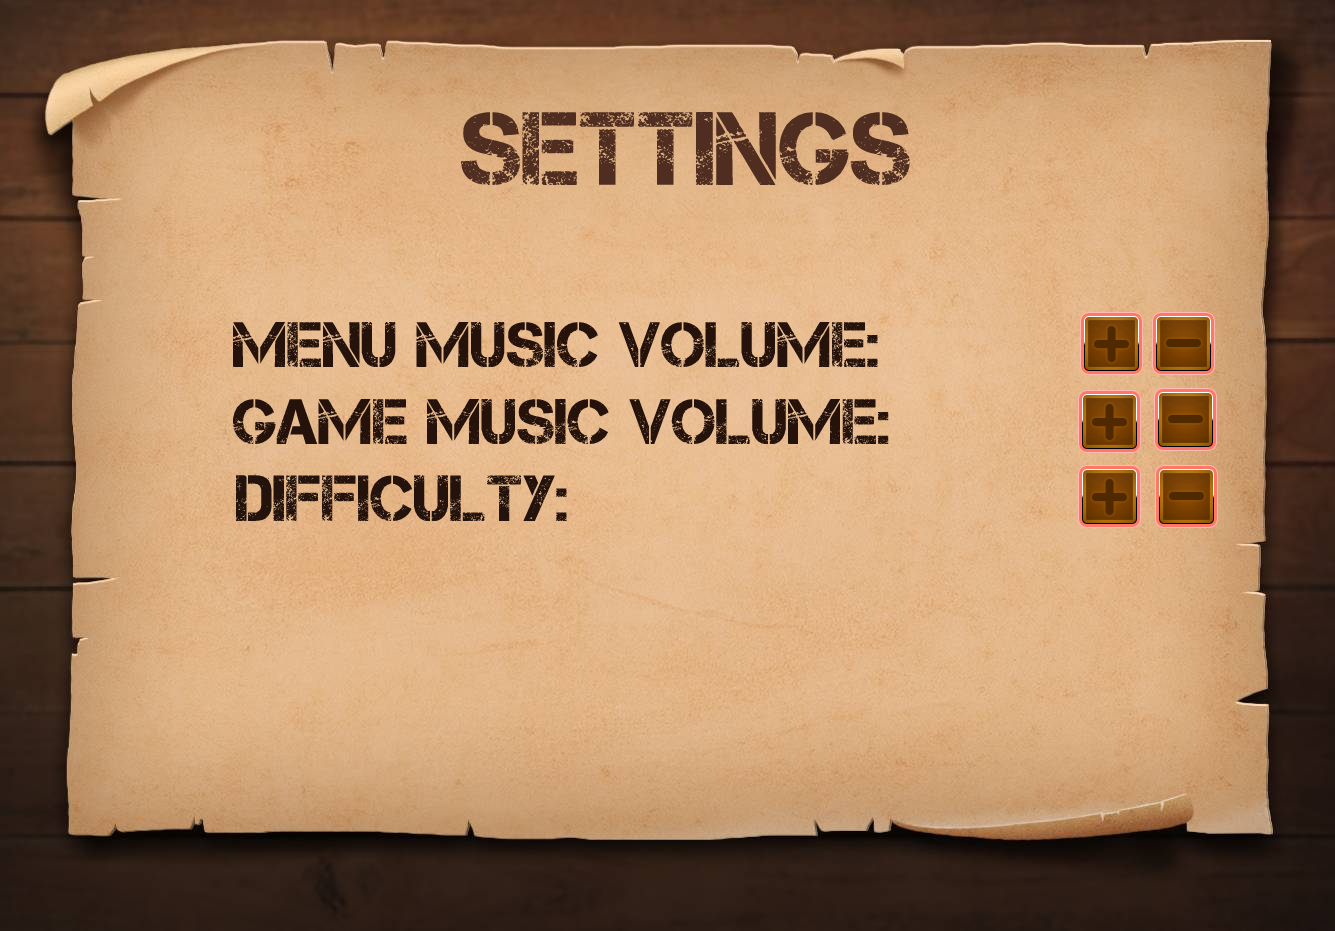 SETTINGS
MENU MUSIC VOLUME: + -
GAME MUSIC VOLUME: + -
DIFFICULTY: + -